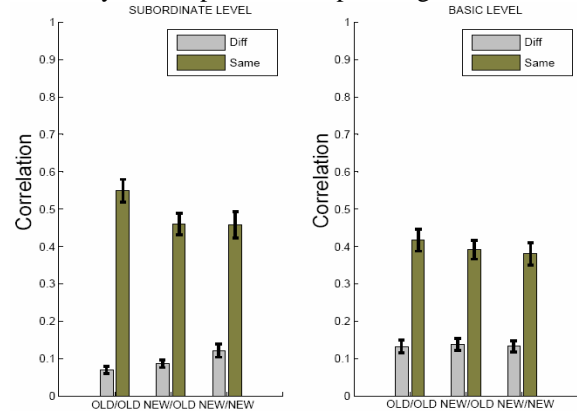 SUBORDINATE LEVEL
Diff
Same
1
0.9
0.8
0.7
0.6
0.5
0.4
0.3
0.2
0.1
0
Correlation
OLD/OLD NEW/OLD NEW/NEW
BASIC LEVEL
Diff
Same
1
0.9
0.8
0.7
0.6
0.5
0.4
0.3
0.2
0.1
0
Correlation
OLD/OLD NEW/OLD NEW/NEW